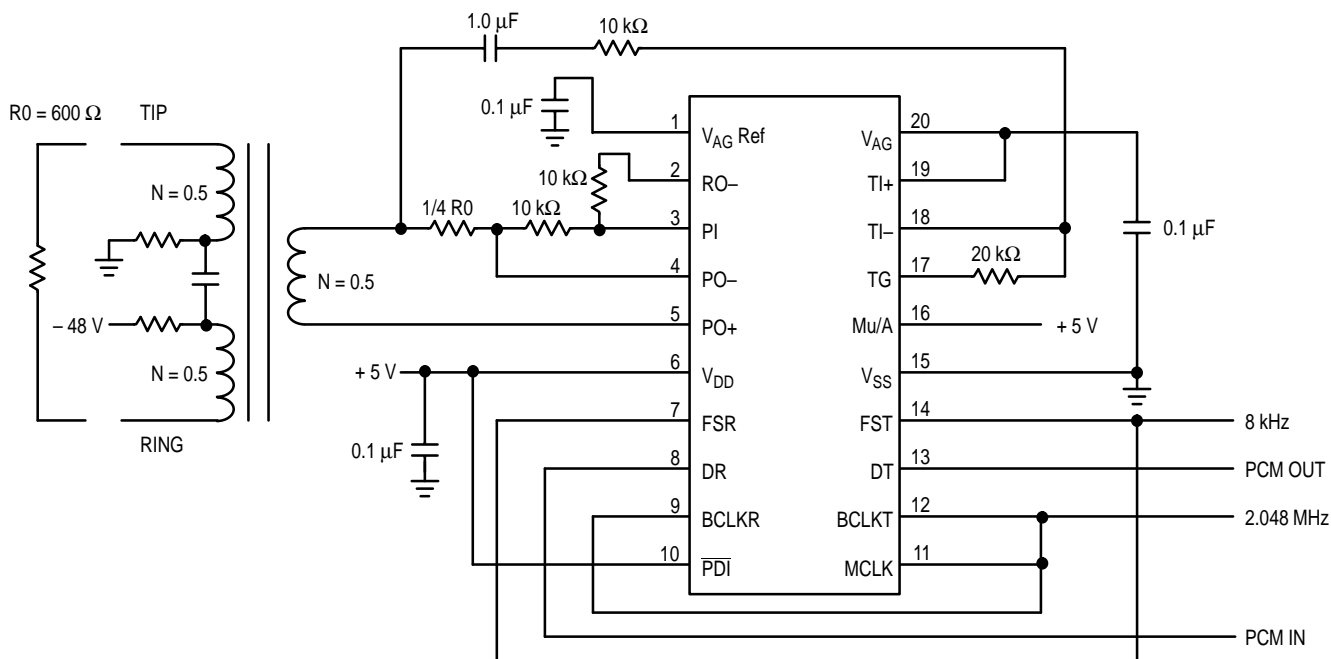 1.0 µF
10 kΩ
0.1 µF
R0 = 600 Ω
TIP
1
VAG Ref
VAG
20
2
RO–
TI+
19
N = 0.5
10 kΩ
1/4 R0
10 kΩ
3
PI
TI–
18
0.1 µF
20 kΩ
N = 0.5
4
PO–
TG
17
– 48 V
5
PO+
Mu/A
16
+ 5 V
N = 0.5
+ 5 V
6
VDD
VSS
15
7
FSR
FST
14
8 kHz
RING
0.1 µF
8
DR
DT
13
PCM OUT
9
BCLKR
BCLKT
12
2.048 MHz
10
PDI
MCLK
11
PCM IN